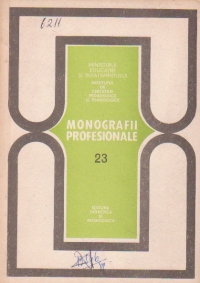 6211
MINISTERUL
EDUCAȚIEI
ȘI ÎNVĂȚĂMÎNTULUI
INSTITUTUL
DE
CERCETĂRI
PEDAGOGICE
ȘI PSIHOLOGICE
MONOGRAFII
PROFESIONALE
23
EDITURA
DIDACTICĂ
ȘI
PEDAGOGICĂ